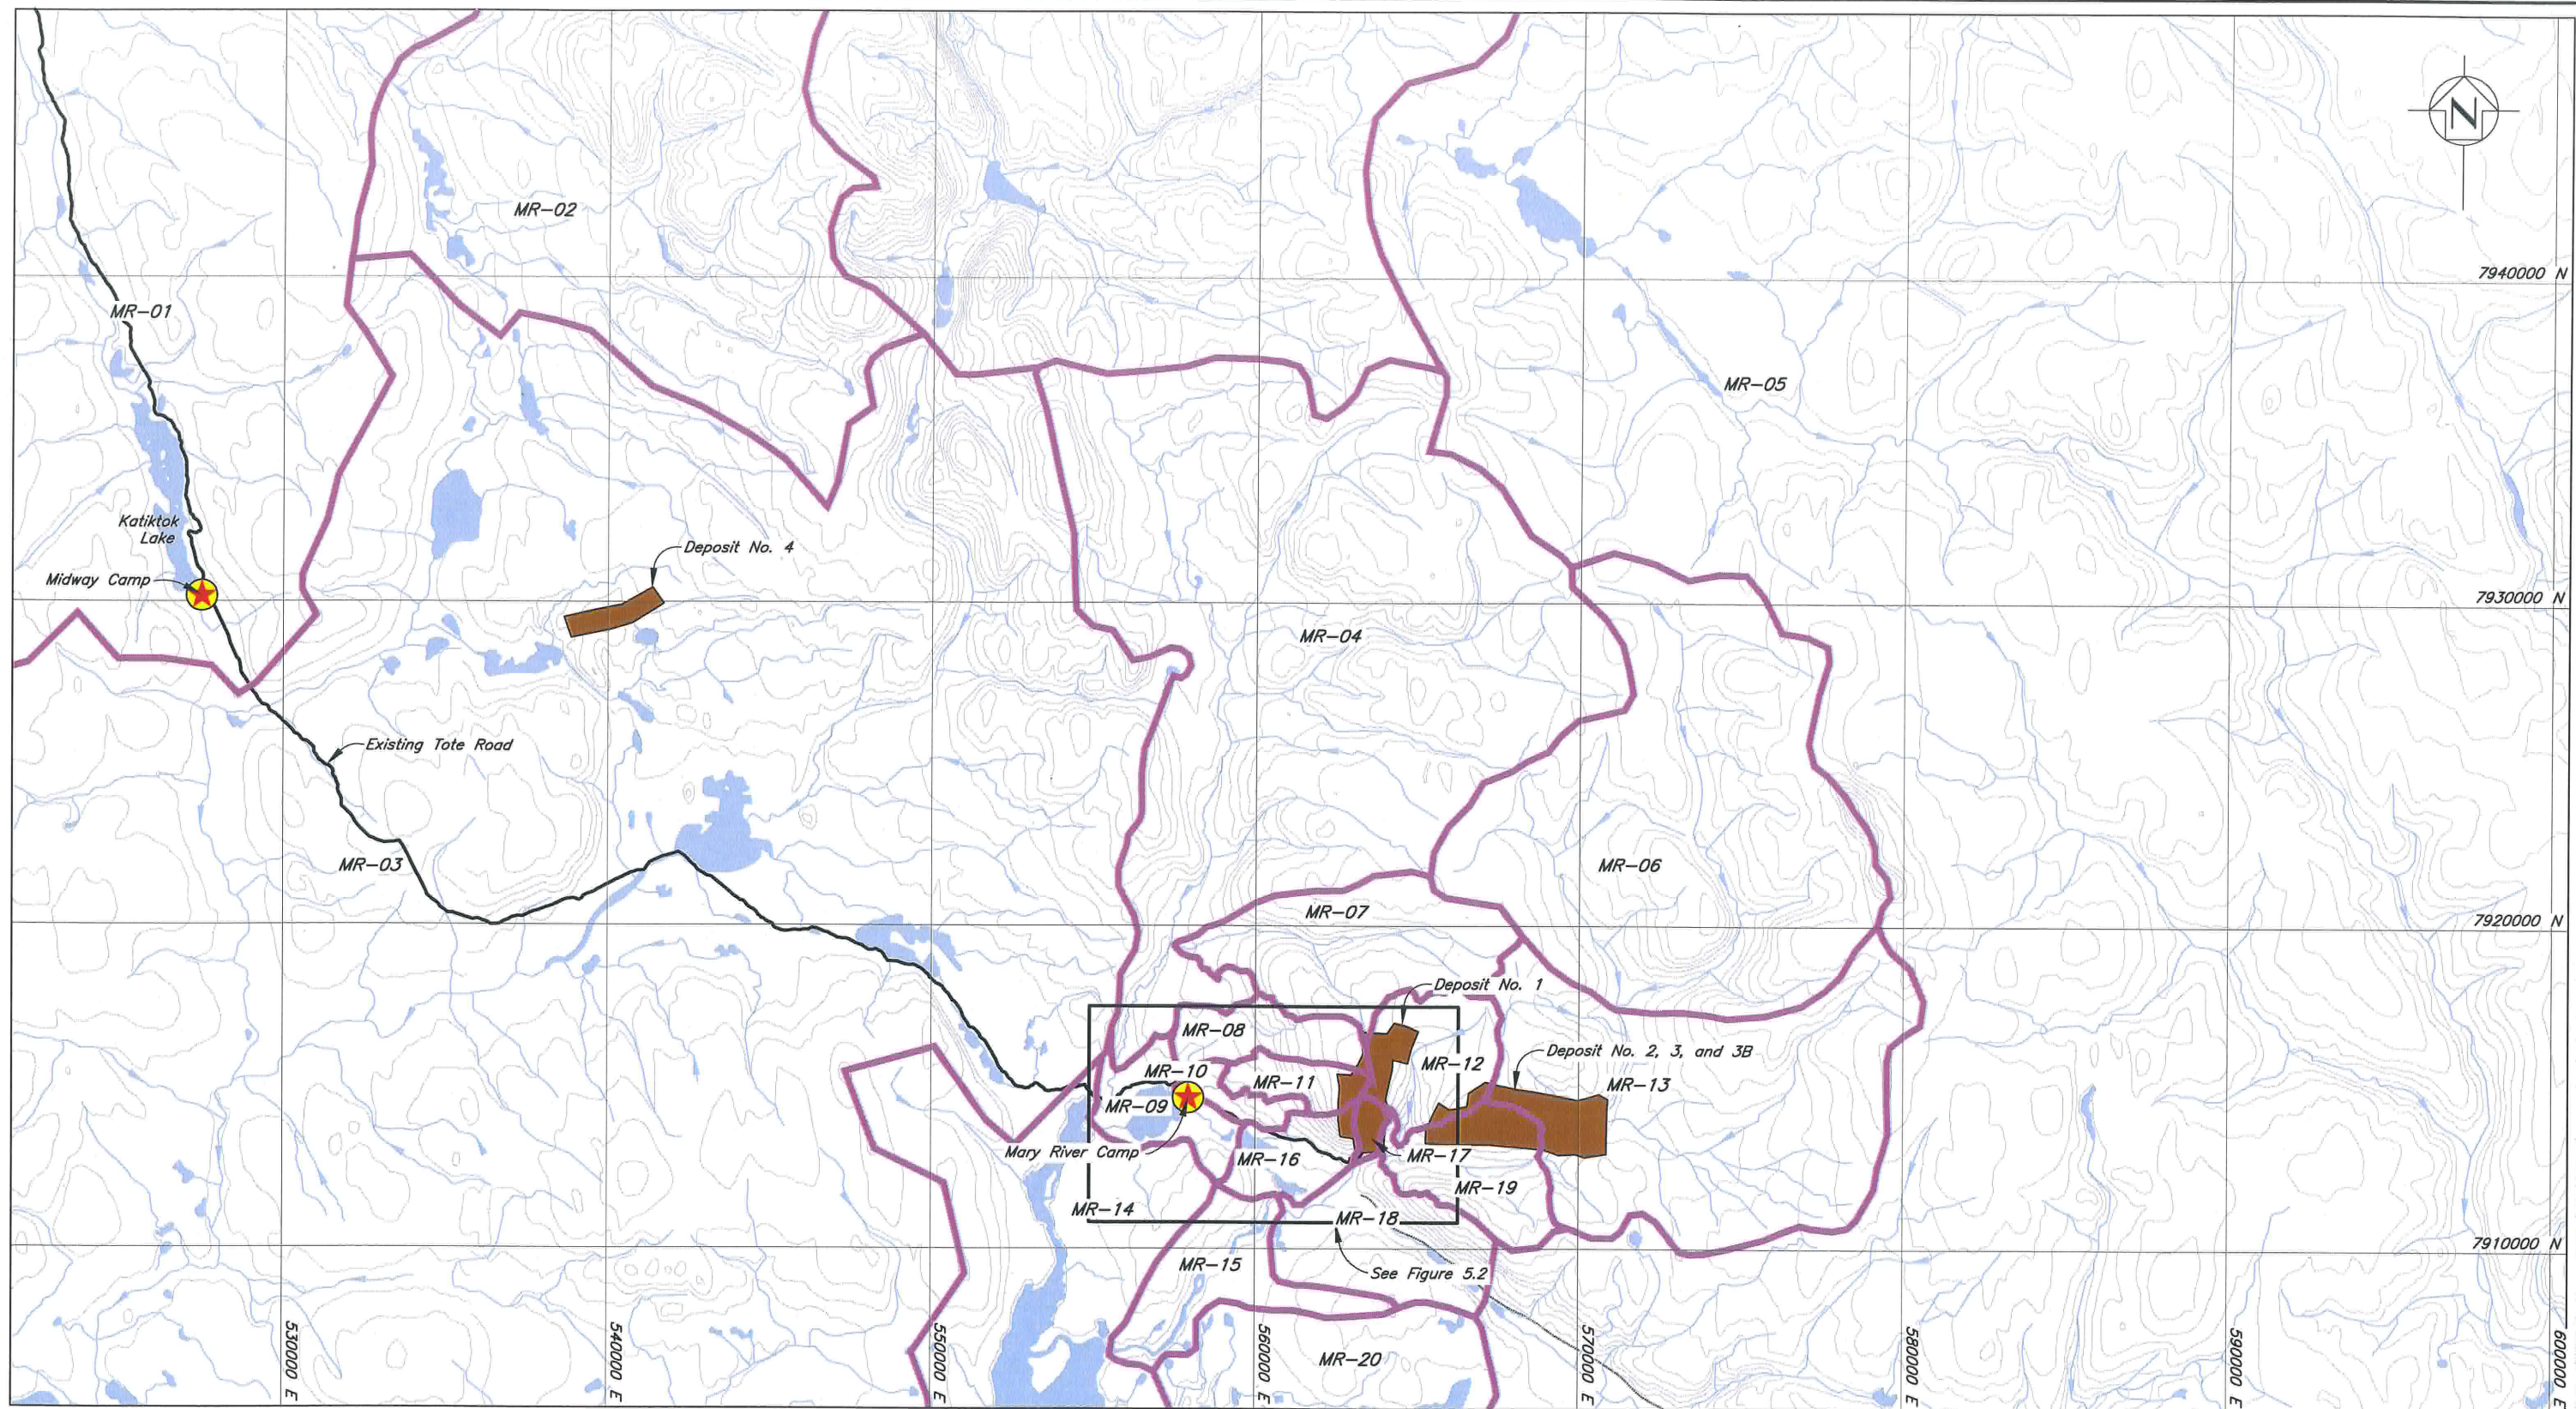 N
MR-02
7940000 N
MR-01
MR-05
Katiktok
Lake
Deposit No. 4
Midway Camp
7930000 N
MR-04
Existing Tote Road
MR-03
MR-06
MR-07
7920000 N
Deposit No. 1
MR-08
Deposit No. 2, 3, and 3B
MR-12
MR-10
MR-11
MR-13
MR-09
Mary River Camp
MR-16
MR-17
MR-19
MR-14
MR-18
7910000 N
MR-15
See Figure 5.2
MR-20
530000 E
540000 E
550000 E
560000 E
570000 E
580000 E
590000 E
600000 E